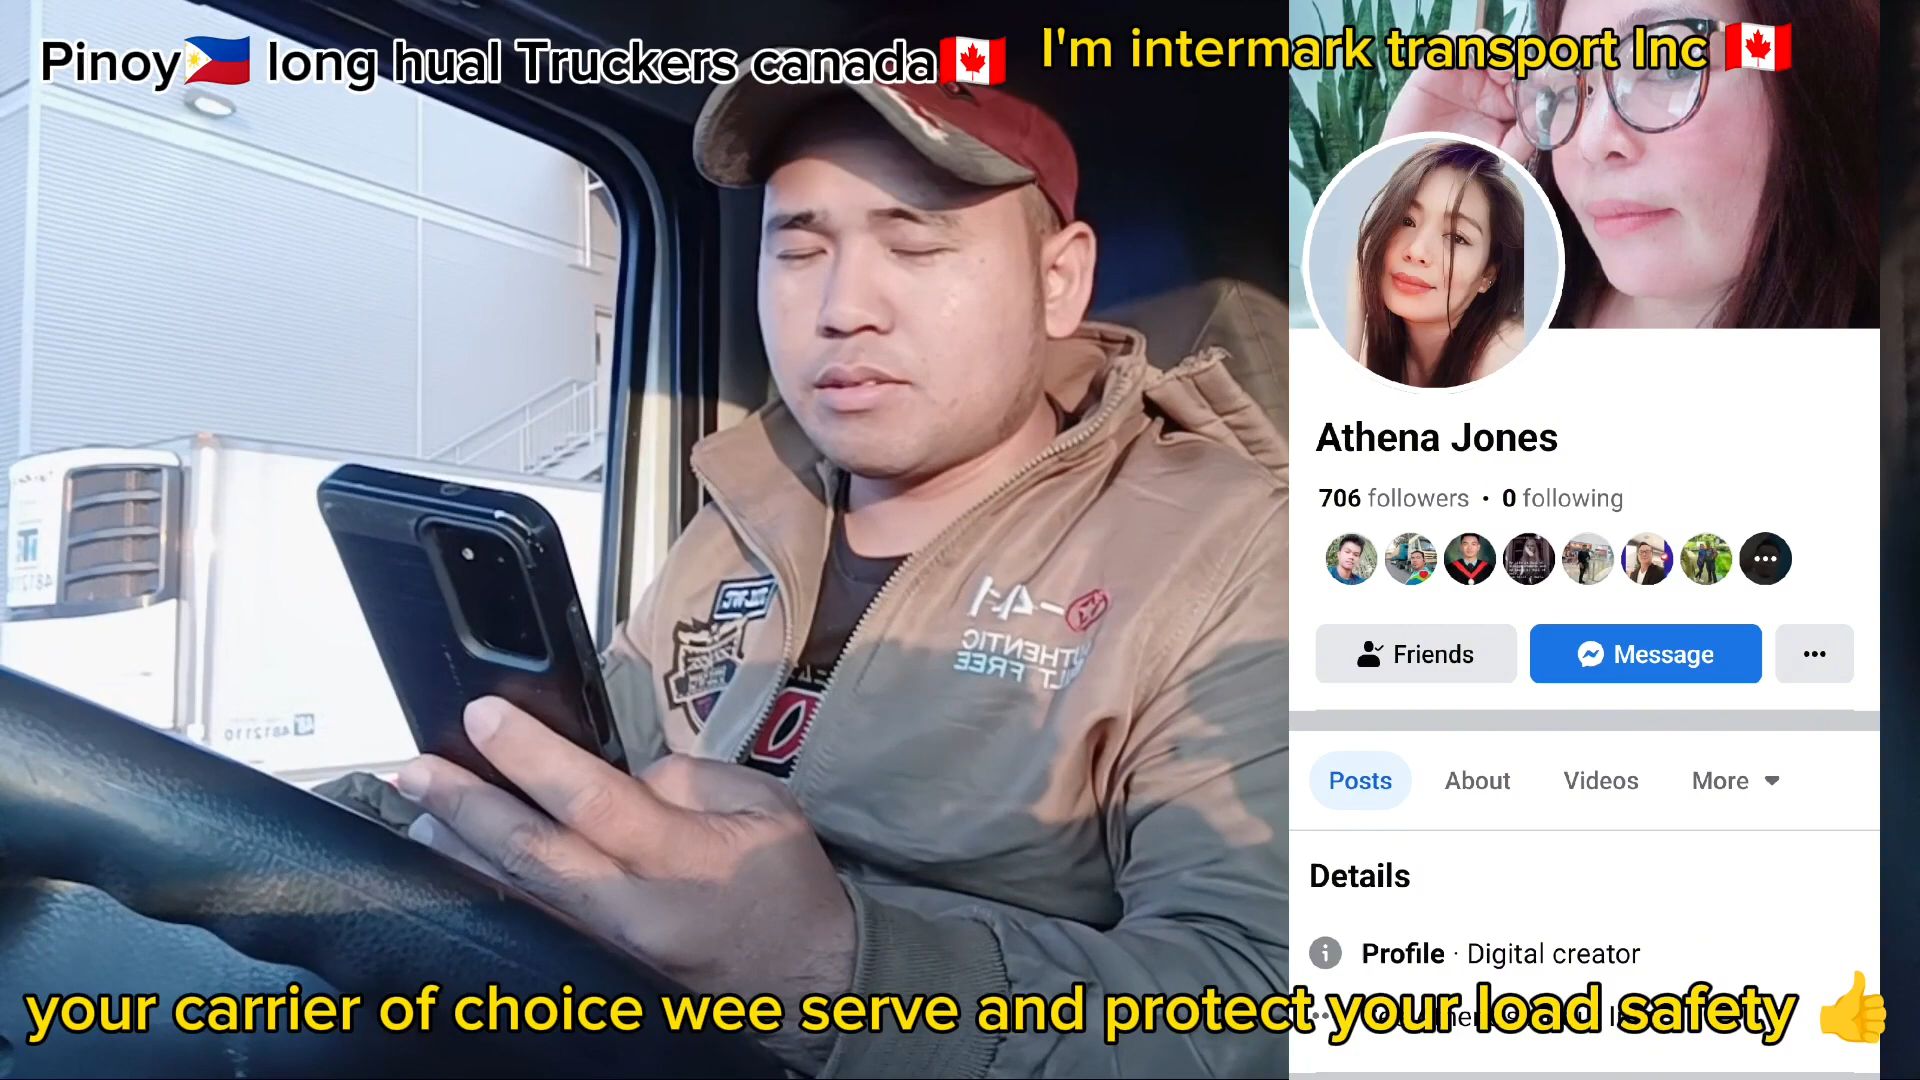 Pinoy🇵🇭 long hual Truckers canada🇨🇦
I'm intermark transport Inc 🇨🇦
Athena Jones
706 followers • 0 following
Friends
Message
Posts
About
Videos
More
Details
Profile · Digital creator
your carrier of choice wee serve and protect your load safety 👍